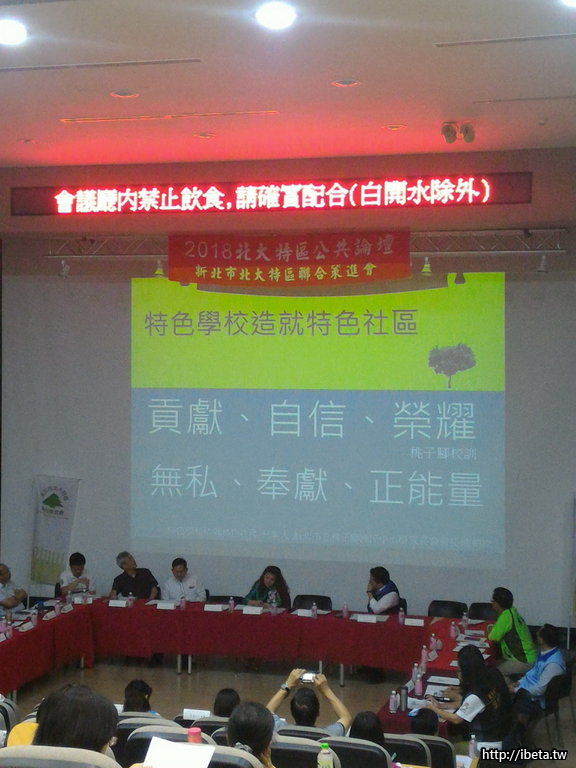 會議廳內禁止飲食,請確實配合(白開水除外)
2018北大特區公共論壇
新北市北大特區聯合策進會
特色學校造就特色社區
貢獻、自信、榮耀
桃子腳校訓
無私、奉獻、正能量
http://ibeta.tw